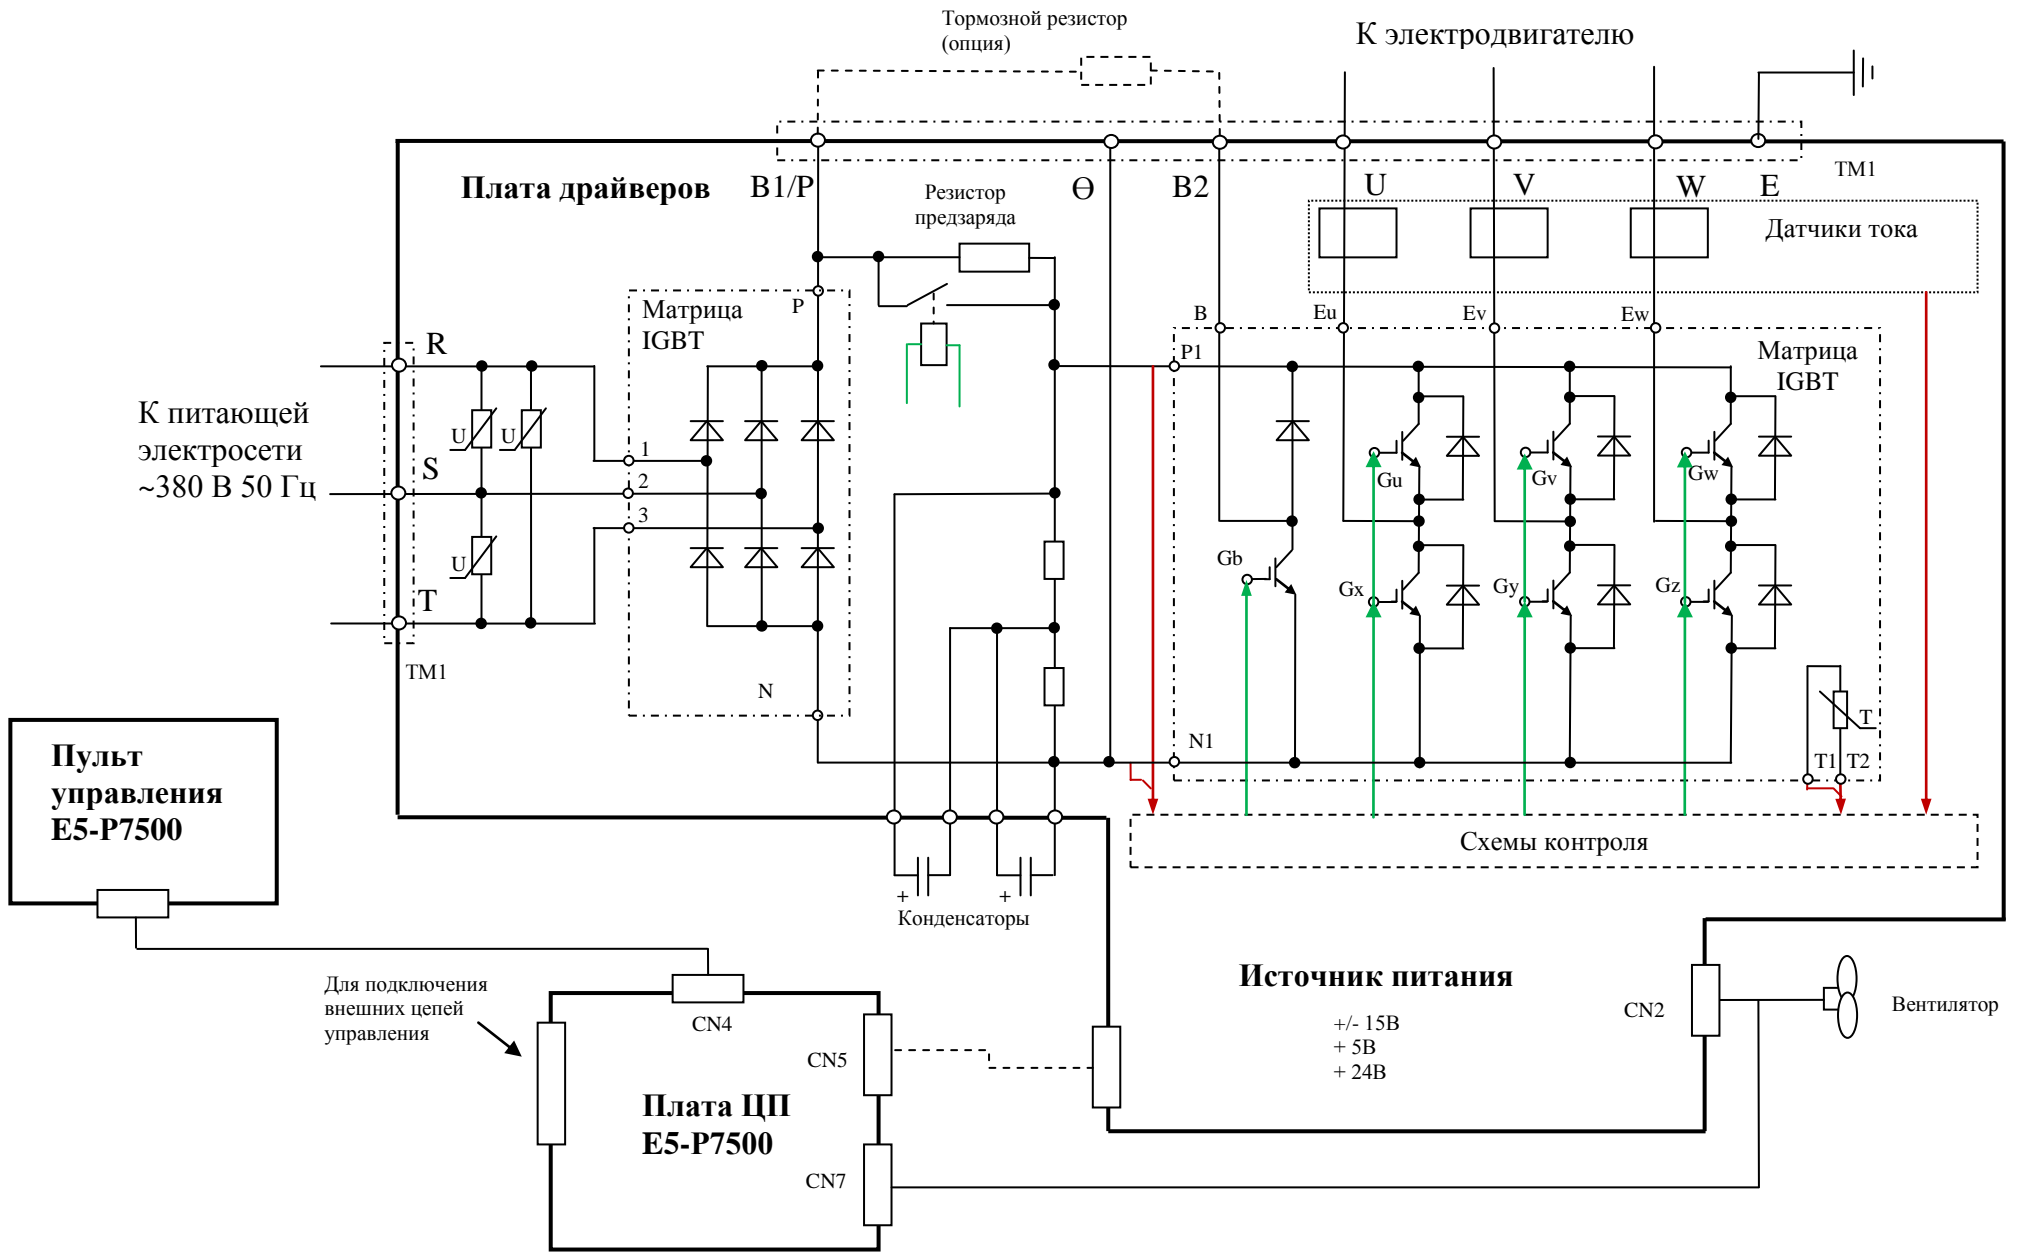 Тормозной резистор
(опция)
К электродвигателю
Плата драйверов
B1/P
Резистор
предзаряда
Ө
B2
U
V
W
E
TM1
Датчики тока
Матрица
IGBT
P
B
Eu
Ev
Ew
P1
Матрица
IGBT
R
К питающей
электросети
~380 В 50 Гц
S
T
U
U
U
1
2
3
Gu
Gv
Gw
Gb
Gx
Gy
Gz
TM1
N
N1
T
T1
T2
Пульт
управления
E5-P7500
Схемы контроля
+
+
Конденсаторы
Для подключения
внешних цепей
управления
CN4
CN5
Плата ЦП
E5-P7500
CN7
Источник питания
+/- 15В
+ 5В
+ 24В
CN2
Вентилятор